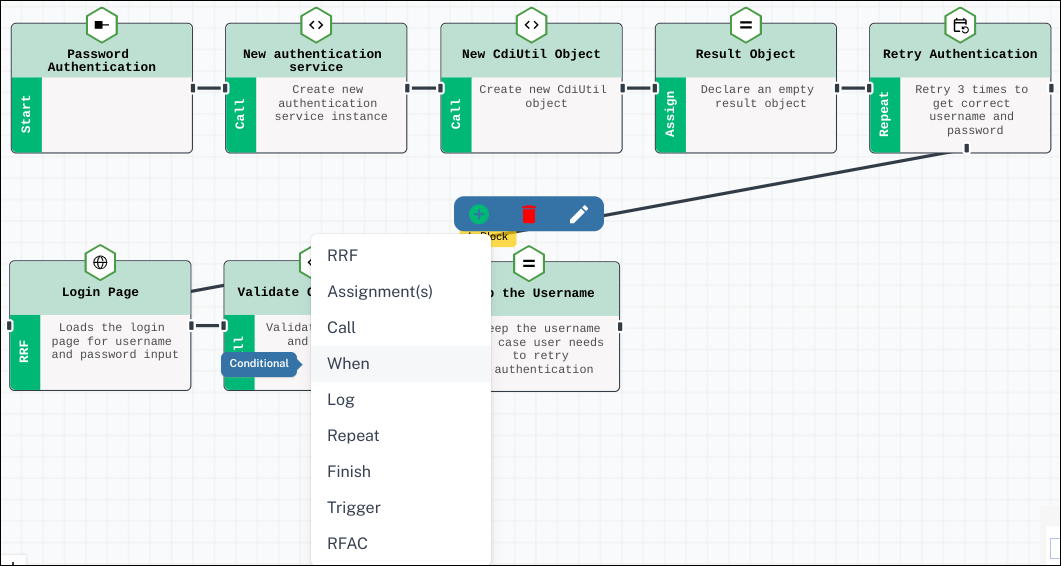 Password
Authentication
Start
New authentication
service
Call
Create new
authentication
service instance
New CdiUtil Object
Call
Create new CdiUtil
object
Result Object
Assign
Declare an empty
result object
Retry Authentication
Repeat
Retry 3 times to
get correct
username and
password
Block
Login Page
RRF
Loads the login
page for username
and password input
Validate
Validat
and
the Username
eep the username
case user needs
to retry
authentication
Conditional
RRF
Assignment(s)
Call
When
Log
Repeat
Finish
Trigger
RFAC